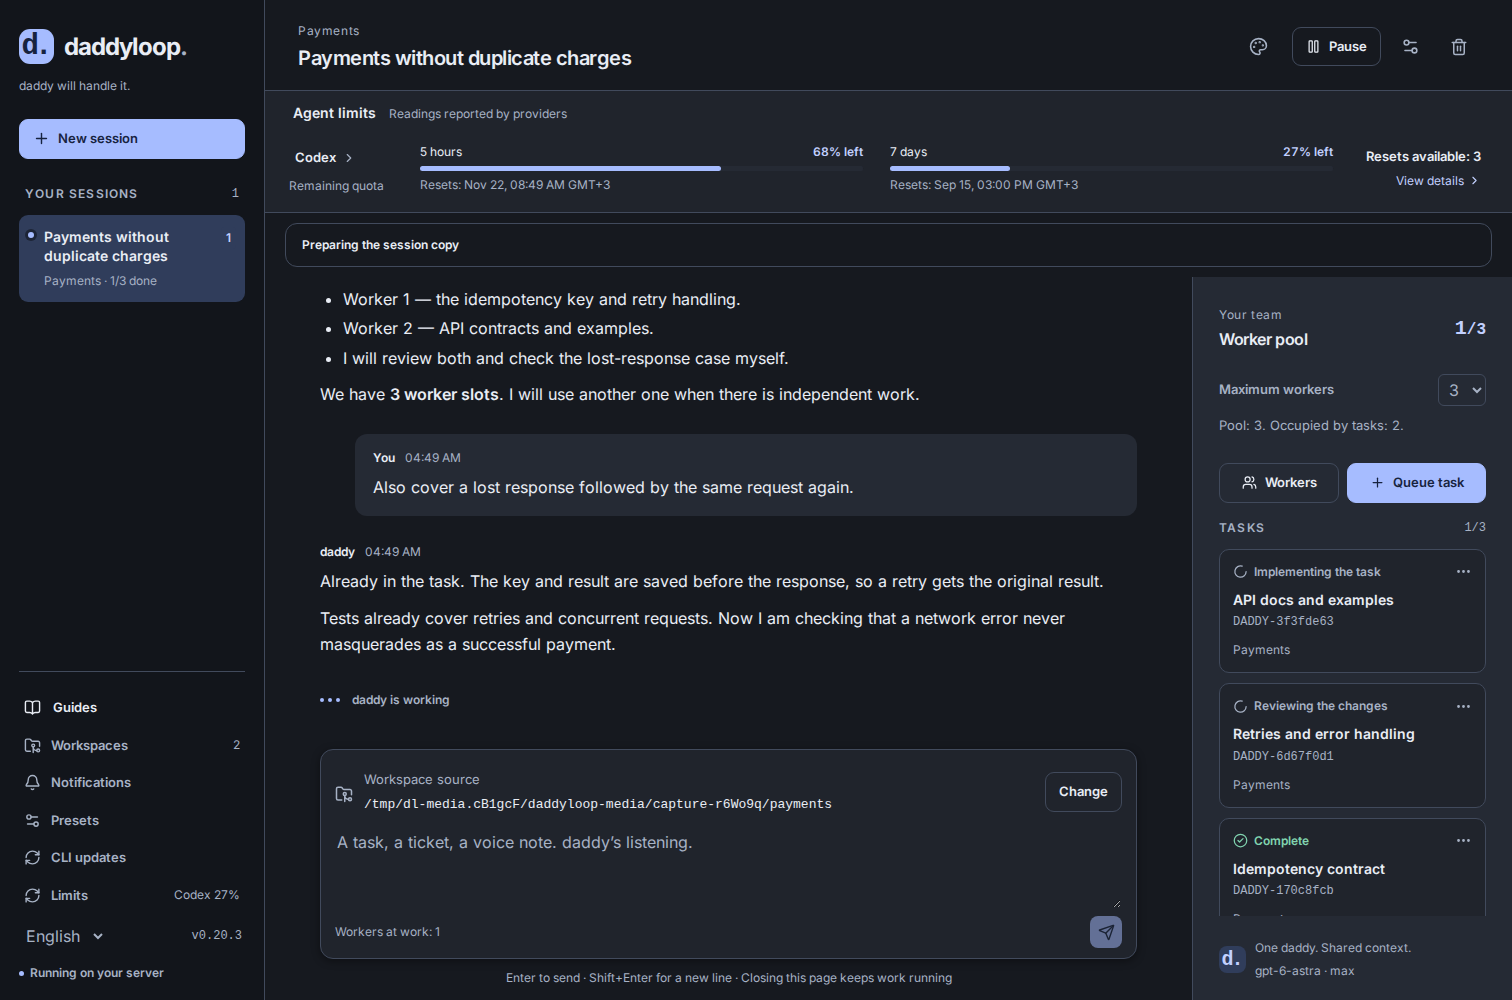 d. daddyloop.
daddy will handle it.
New session
YOUR SESSIONS 1
Payments without duplicate charges 1
Payments · 1/3 done
Guides
Workspaces 2
Notifications
Presets
CLI updates
Limits Codex 27%
English v0.20.3
Running on your server
Payments
Payments without duplicate charges
Pause
Agent limits Readings reported by providers
Codex
Remaining quota
5 hours 68% left
Resets: Nov 22, 08:49 AM GMT+3
7 days 27% left
Resets: Sep 15, 03:00 PM GMT+3
Resets available: 3
View details
Preparing the session copy
• Worker 1 — the idempotency key and retry handling.
• Worker 2 — API contracts and examples.
• I will review both and check the lost-response case myself.
We have 3 worker slots. I will use another one when there is independent work.
You 04:49 AM
Also cover a lost response followed by the same request again.
daddy 04:49 AM
Already in the task. The key and result are saved before the response, so a retry gets the original result.
Tests already cover retries and concurrent requests. Now I am checking that a network error never
masquerades as a successful payment.
daddy is working
Workspace source
/tmp/dl-media.cB1gcF/daddyloop-media/capture-r6Wo9q/payments
Change
A task, a ticket, a voice note. daddy’s listening.
Workers at work: 1
Enter to send · Shift+Enter for a new line · Closing this page keeps work running
Your team
Worker pool 1/3
Maximum workers 3
Pool: 3. Occupied by tasks: 2.
Workers
Queue task
TASKS 1/3
Implementing the task
API docs and examples
DADDY-3f3fde63
Payments
Reviewing the changes
Retries and error handling
DADDY-6d67f0d1
Payments
Complete
Idempotency contract
DADDY-170c8fcb
d. One daddy. Shared context.
gpt-6-astra · max